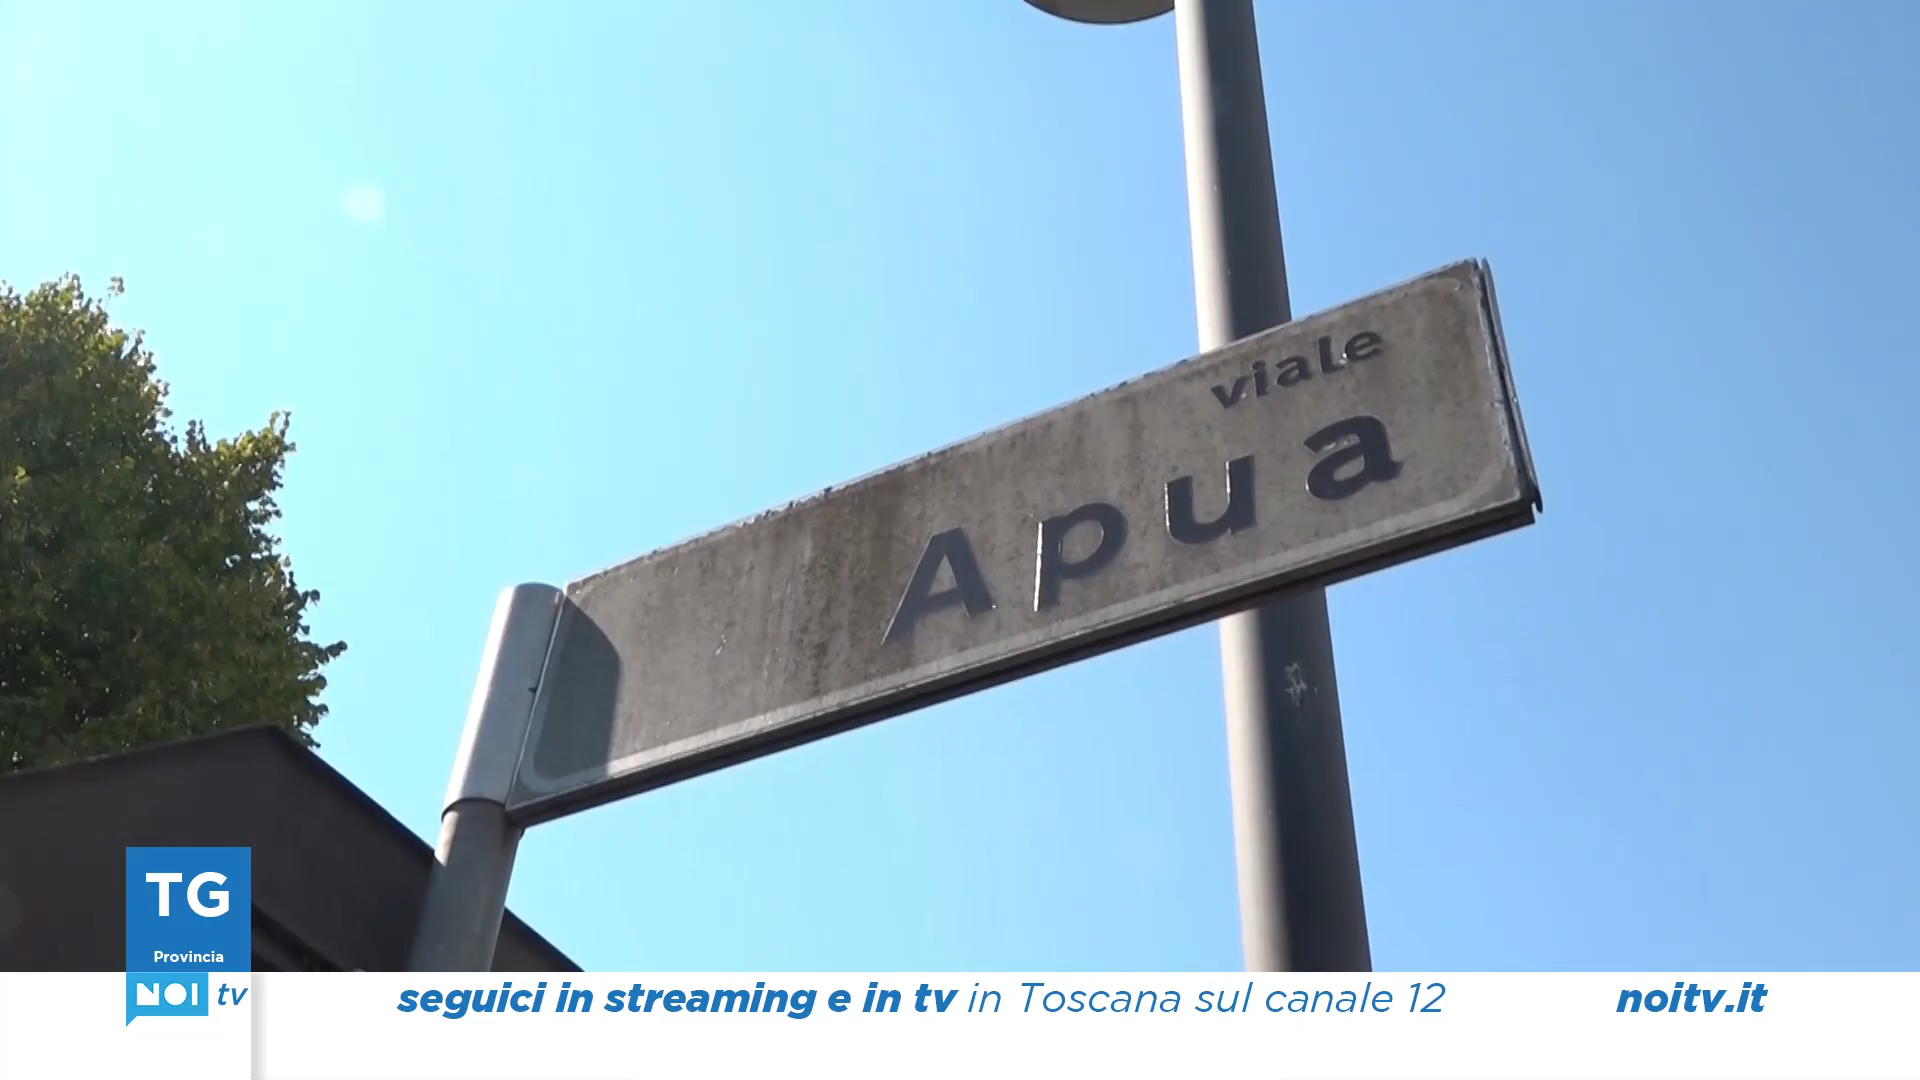 viale
Apua
TG
Provincia
NOI tv
seguici in streaming e in tv in Toscana sul canale 12
noitv.it